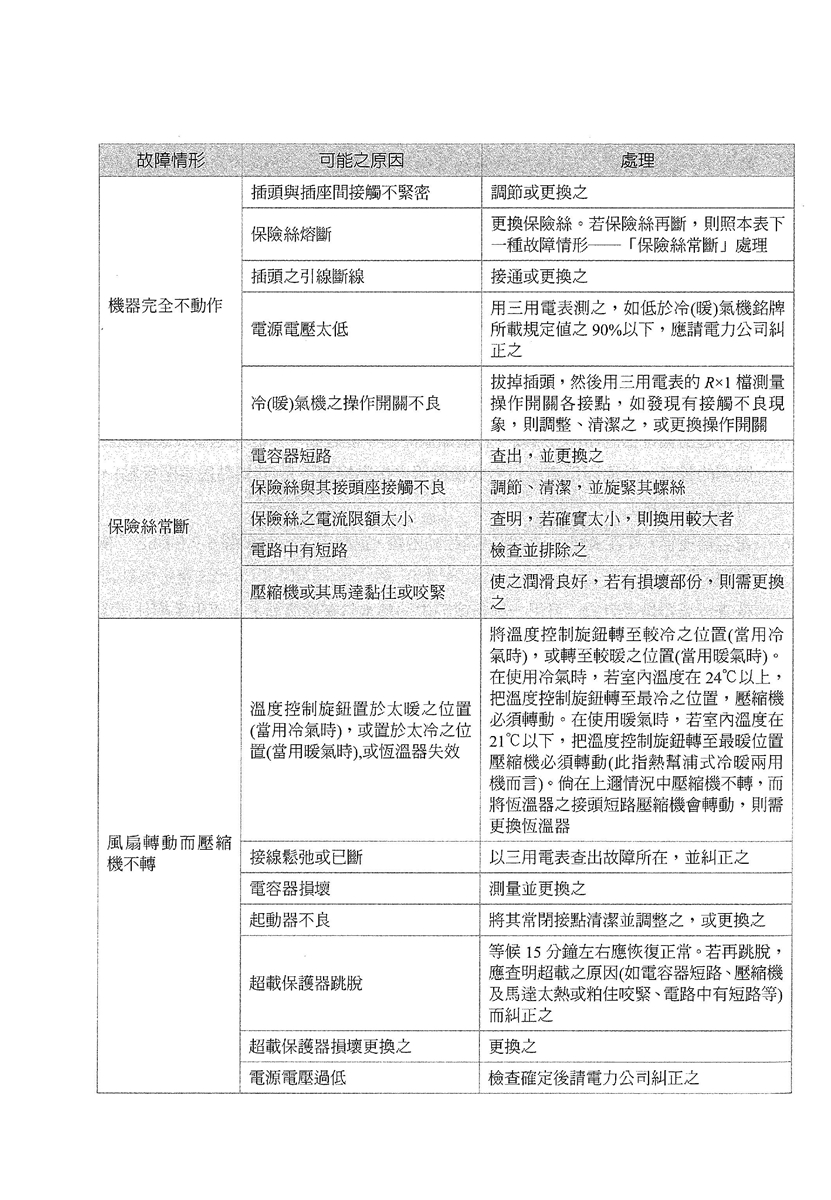 故障情形
可能之原因
處理
機器完全不動作
插頭與插座間接觸不緊密
調節或更換之
保險絲熔斷
更換保險絲。若保險絲再斷，則照本表下
一種故障情形——「保險絲常斷」處理
插頭之引線斷線
接通或更換之
電源電壓太低
用三用電表測之，如低於冷(暖)氣機銘牌
所載規定值之 90%以下，應請電力公司糾
正之
冷(暖)氣機之操作開關不良
拔掉插頭，然後用三用電表的 R×1 檔測量
操作開關各接點，如發現有接觸不良現
象，則調整、清潔之，或更換操作開關
保險絲常斷
電容器短路
查出，並更換之
保險絲與其接頭座接觸不良
調節、清潔，並旋緊其螺絲
保險絲之電流限額太小
查明，若確實太小，則換用較大者
電路中有短路
檢查並排除之
壓縮機或其馬達黏住或咬緊
使之潤滑良好，若有損壞部份，則需更換
之
風扇轉動而壓縮
機不轉
溫度控制旋鈕置於太暖之位置
(當用冷氣時)，或置於太冷之位
置(當用暖氣時),或恆溫器失效
將溫度控制旋鈕轉至較冷之位置(當用冷
氣時)，或轉至較暖之位置(當用暖氣時)。
在使用冷氣時，若室內溫度在 24℃以上，
把溫度控制旋鈕轉至最冷之位置，壓縮機
必須轉動。在使用暖氣時，若室內溫度在
21℃以下，把溫度控制旋鈕轉至最暖位置
壓縮機必須轉動(此指熱幫浦式冷暖兩用
機而言)。倘在上邇情況中壓縮機不轉，而
將恆溫器之接頭短路壓縮機會轉動，則需
更換恆溫器
接線鬆弛或已斷
以三用電表查出故障所在，並糾正之
電容器損壞
測量並更換之
起動器不良
將其常閉接點清潔並調整之，或更換之
超載保護器跳脫
等候 15 分鐘左右應恢復正常。若再跳脫，
應查明超載之原因(如電容器短路、壓縮機
及馬達太熱或粘住咬緊、電路中有短路等)
而糾正之
超載保護器損壞更換之
更換之
電源電壓過低
檢查確定後請電力公司糾正之